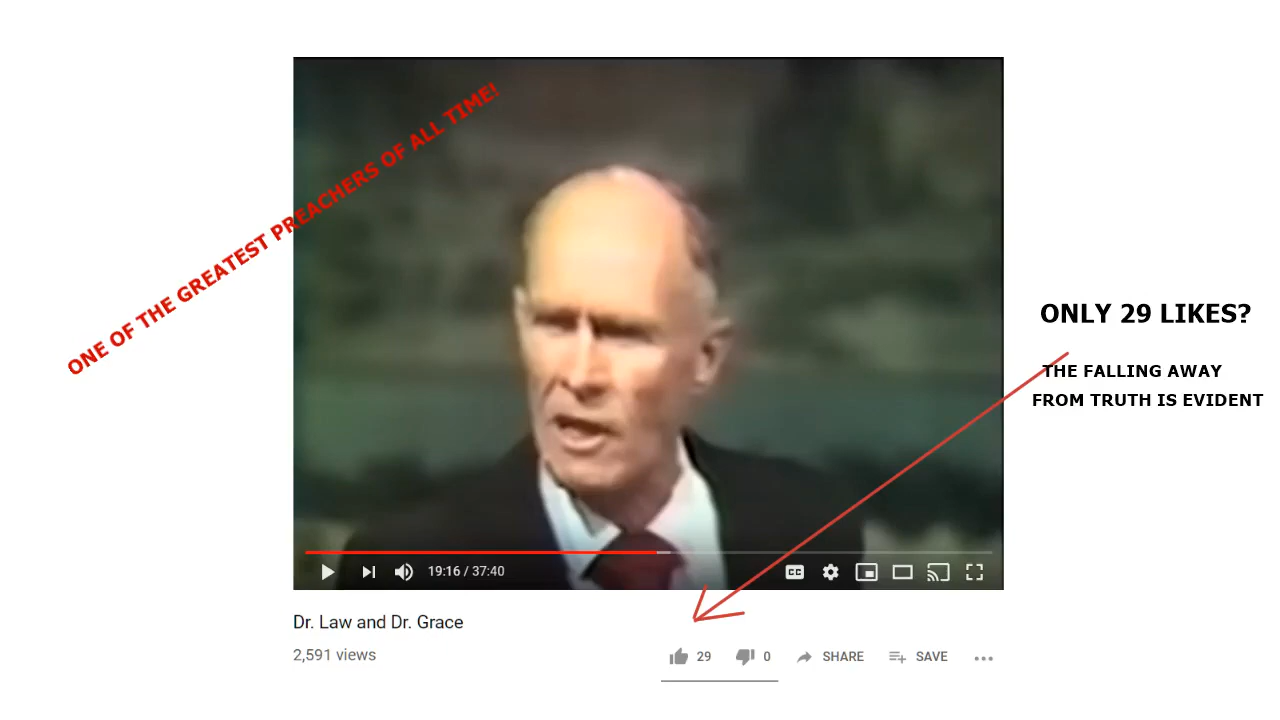 ONE OF THE GREATEST PREACHERS OF ALL TIME!
ONLY 29 LIKES?
THE FALLING AWAY
FROM TRUTH IS EVIDENT
19:16 / 37:40
CC
Dr. Law and Dr. Grace
2,591 views
29 0 SHARE SAVE